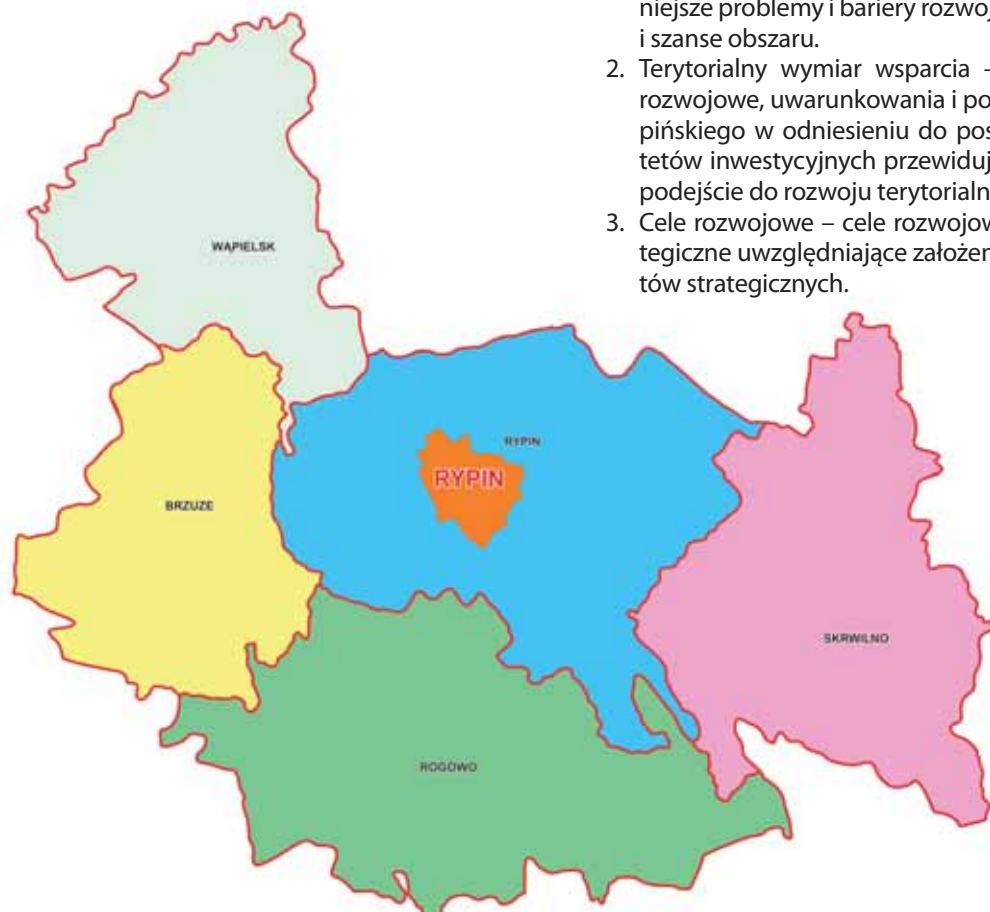 niejsze problemy i bariery rozwoj
i szanse obszaru.
2. Terytorialny wymiar wsparcia –
rozwojowe, uwarunkowania i po
pińskiego w odniesieniu do pos
tetów inwestycyjnych przewiduj
podejście do rozwoju terytorialn
3. Cele rozwojowe – cele rozwojow
tegiczne uwzględniające założen
tów strategicznych.
WĄPIELSK
RYPIN
RYPIN
BRZUZE
SKRWILNO
ROGOWO